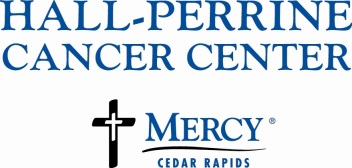 HALL-PERRINE
CANCER CENTER
MERCY®
CEDAR RAPIDS